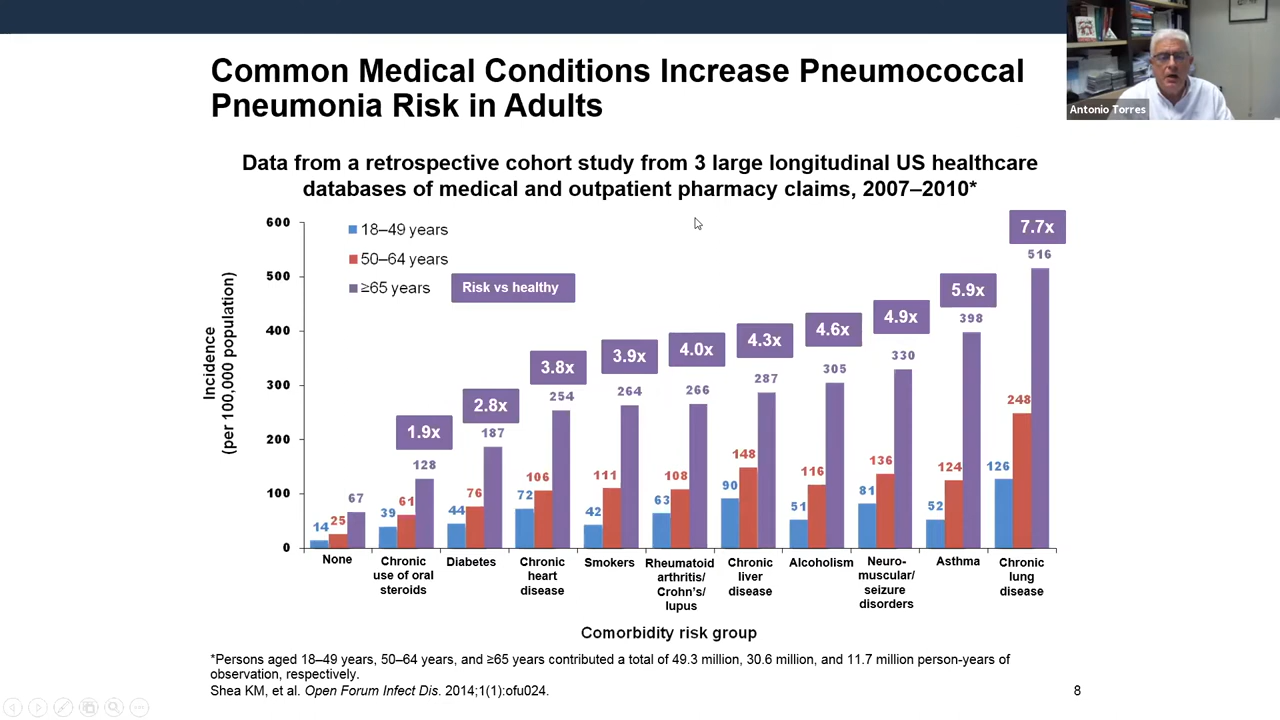 Common Medical Conditions Increase Pneumococcal
Pneumonia Risk in Adults
Antonio Torres
Data from a retrospective cohort study from 3 large longitudinal US healthcare
databases of medical and outpatient pharmacy claims, 2007–2010*
Incidence
(per 100,000 population)
600
500
400
300
200
100
0
18–49 years
50–64 years
≥65 years
Risk vs healthy
1.9x
2.8x
3.8x
3.9x
4.0x
4.3x
4.6x
4.9x
5.9x
7.7x
14 25 67
39 61 128
44 76 187
72 106 254
42 111 264
63 108 266
90 148 287
51 116 305
81 136 330
52 124 398
126 248 516
None
Chronic
use of oral
steroids
Diabetes
Chronic
heart
disease
Smokers
Rheumatoid
arthritis/
Crohn's/
lupus
Chronic
liver
disease
Alcoholism
Neuro-
muscular/
seizure
disorders
Asthma
Chronic
lung
disease
Comorbidity risk group
*Persons aged 18–49 years, 50–64 years, and ≥65 years contributed a total of 49.3 million, 30.6 million, and 11.7 million person-years of
observation, respectively.
Shea KM, et al. Open Forum Infect Dis. 2014;1(1):ofu024.
8